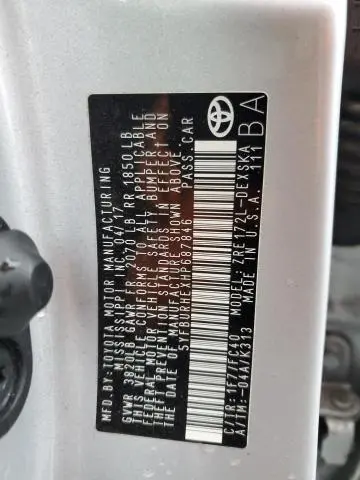 MFD.BY:TOYOTA MOTOR MANUFACTURING
MISSISSIPPI INC. 04/17
GVWR 3820LB GAWR FR 2070 LB RR 1850 LB
THIS VEHICLE CONFORMS TO ALL APPLICABLE
FEDERAL MOTOR VEHICLE SAFETY, BUMPER, AND
THEFT PREVENTION STANDARDS IN EFFECT ON
THE DATE OF MANUFACTURE SHOWN ABOVE.
5YFBURHEXHP687846 PASS.CAR
C/TR:1F7/FC40 MODEL: ZRE172L-DEXSKA
A/TM:-04A/K313 MADE IN U.S.A. 111
BA